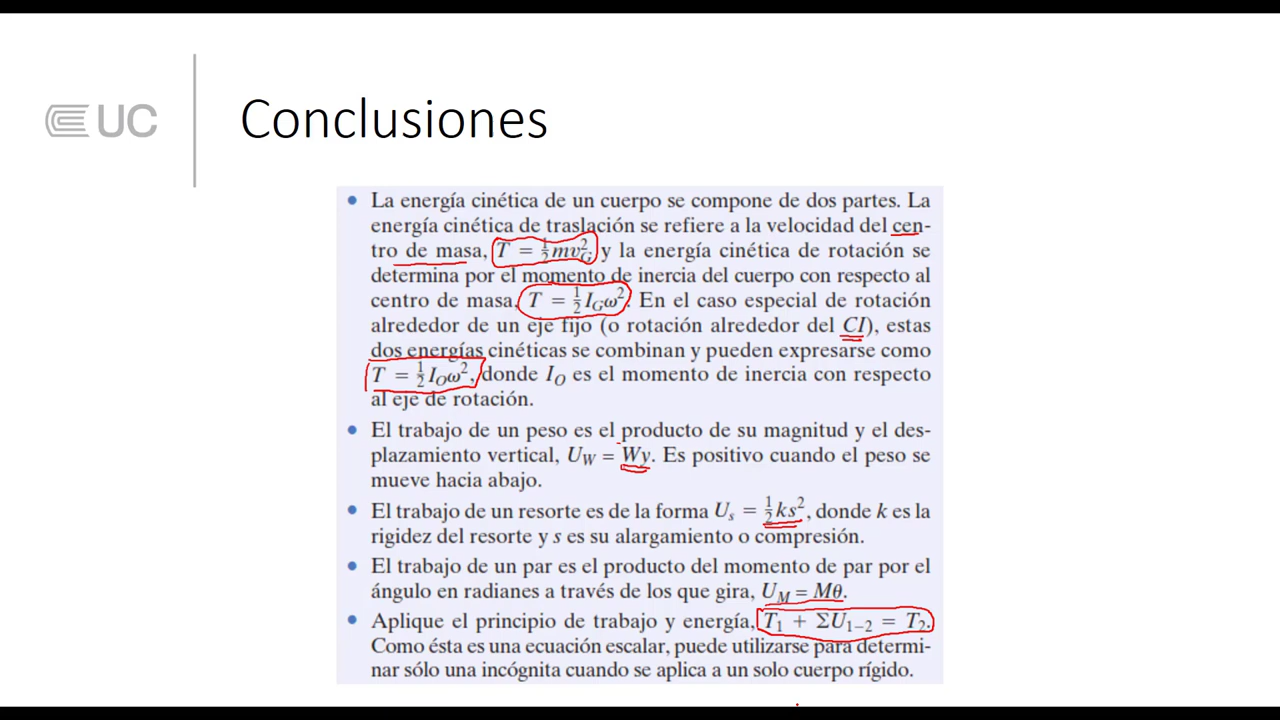 UC
Conclusiones
• La energía cinética de un cuerpo se compone de dos partes. La
energía cinética de traslación se refiere a la velocidad del cen-
tro de masa, T = ½mv_G² y la energía cinética de rotación se
determina por el momento de inercia del cuerpo con respecto al
centro de masa, T = ½I_Gω². En el caso especial de rotación
alrededor de un eje fijo (o rotación alrededor del CI), estas
dos energías cinéticas se combinan y pueden expresarse como
T = ½I_Oω², donde I_O es el momento de inercia con respecto
al eje de rotación.
• El trabajo de un peso es el producto de su magnitud y el des-
plazamiento vertical, U_W = Wy. Es positivo cuando el peso se
mueve hacia abajo.
• El trabajo de un resorte es de la forma U_s = ½ks², donde k es la
rigidez del resorte y s es su alargamiento o compresión.
• El trabajo de un par es el producto del momento de par por el
ángulo en radianes a través de los que gira, U_M = Mθ.
• Aplique el principio de trabajo y energía, T₁ + ΣU₁₋₂ = T₂.
Como ésta es una ecuación escalar, puede utilizarse para determi-
nar sólo una incógnita cuando se aplica a un solo cuerpo rígido.